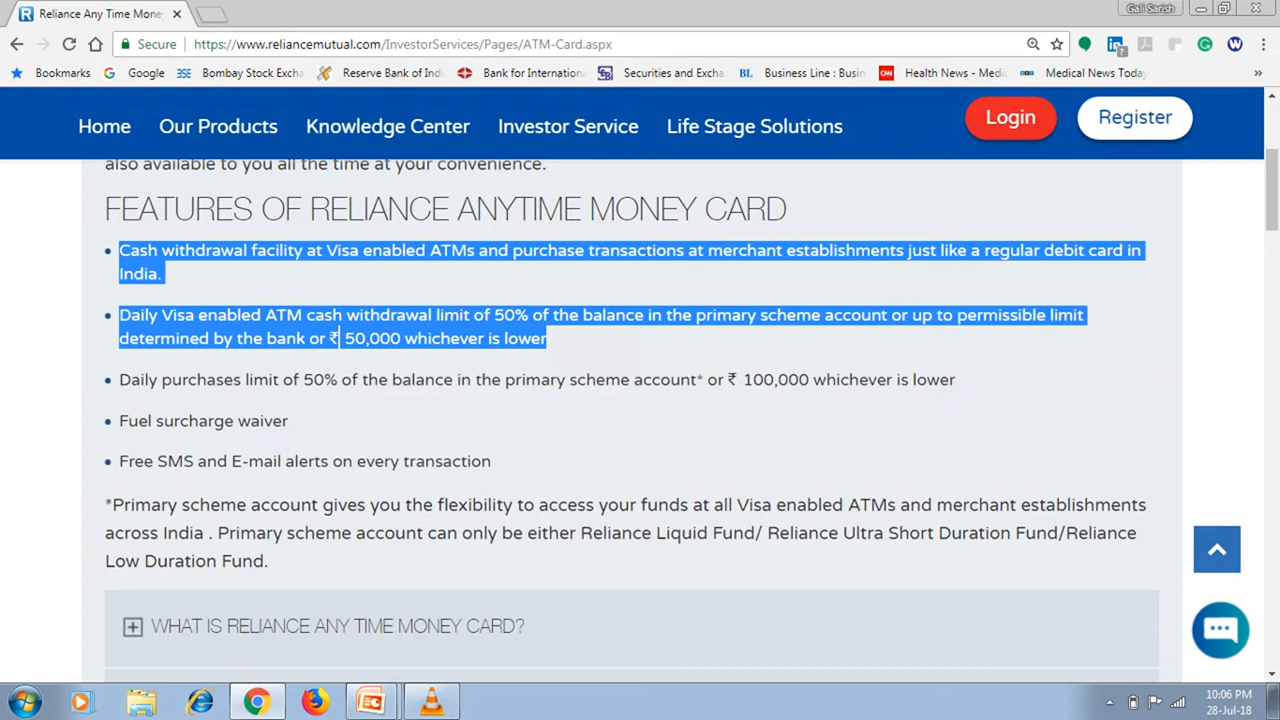 Reliance Any Time Mone
Gali Sarish
Secure https://www.reliancemutual.com/InvestorServices/Pages/ATM-Card.aspx
Bookmarks Google Bombay Stock Excha Reserve Bank of Indi Bank for Internation Securities and Excha BL Business Line : Busin CNN Health News - Medic MNT Medical News Today »
Home Our Products Knowledge Center Investor Service Life Stage Solutions Login Register
also available to you all the time at your convenience.
FEATURES OF RELIANCE ANYTIME MONEY CARD
• Cash withdrawal facility at Visa enabled ATMs and purchase transactions at merchant establishments just like a regular debit card in
India.
• Daily Visa enabled ATM cash withdrawal limit of 50% of the balance in the primary scheme account or up to permissible limit
determined by the bank or ₹ 50,000 whichever is lower
• Daily purchases limit of 50% of the balance in the primary scheme account* or ₹ 100,000 whichever is lower
• Fuel surcharge waiver
• Free SMS and E-mail alerts on every transaction
*Primary scheme account gives you the flexibility to access your funds at all Visa enabled ATMs and merchant establishments
across India . Primary scheme account can only be either Reliance Liquid Fund/ Reliance Ultra Short Duration Fund/Reliance
Low Duration Fund.
WHAT IS RELIANCE ANY TIME MONEY CARD?
10:06 PM
28-Jul-18